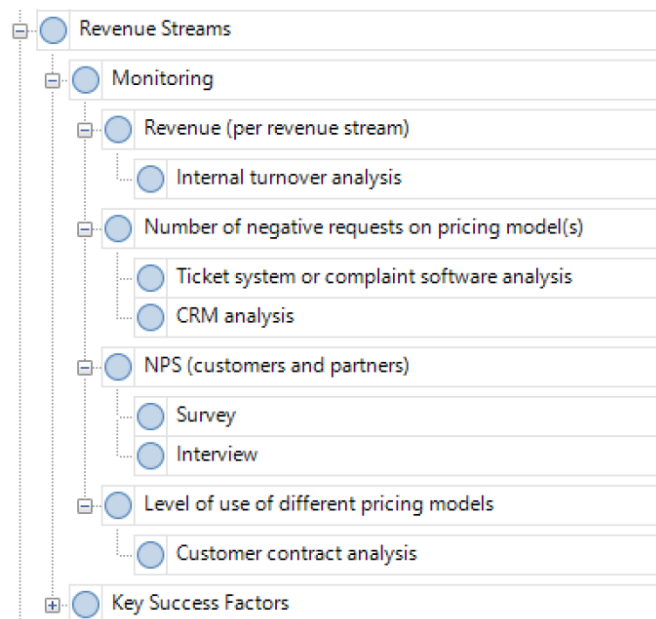 Revenue Streams
Monitoring
Revenue (per revenue stream)
Internal turnover analysis
Number of negative requests on pricing model(s)
Ticket system or complaint software analysis
CRM analysis
NPS (customers and partners)
Survey
Interview
Level of use of different pricing models
Customer contract analysis
Key Success Factors